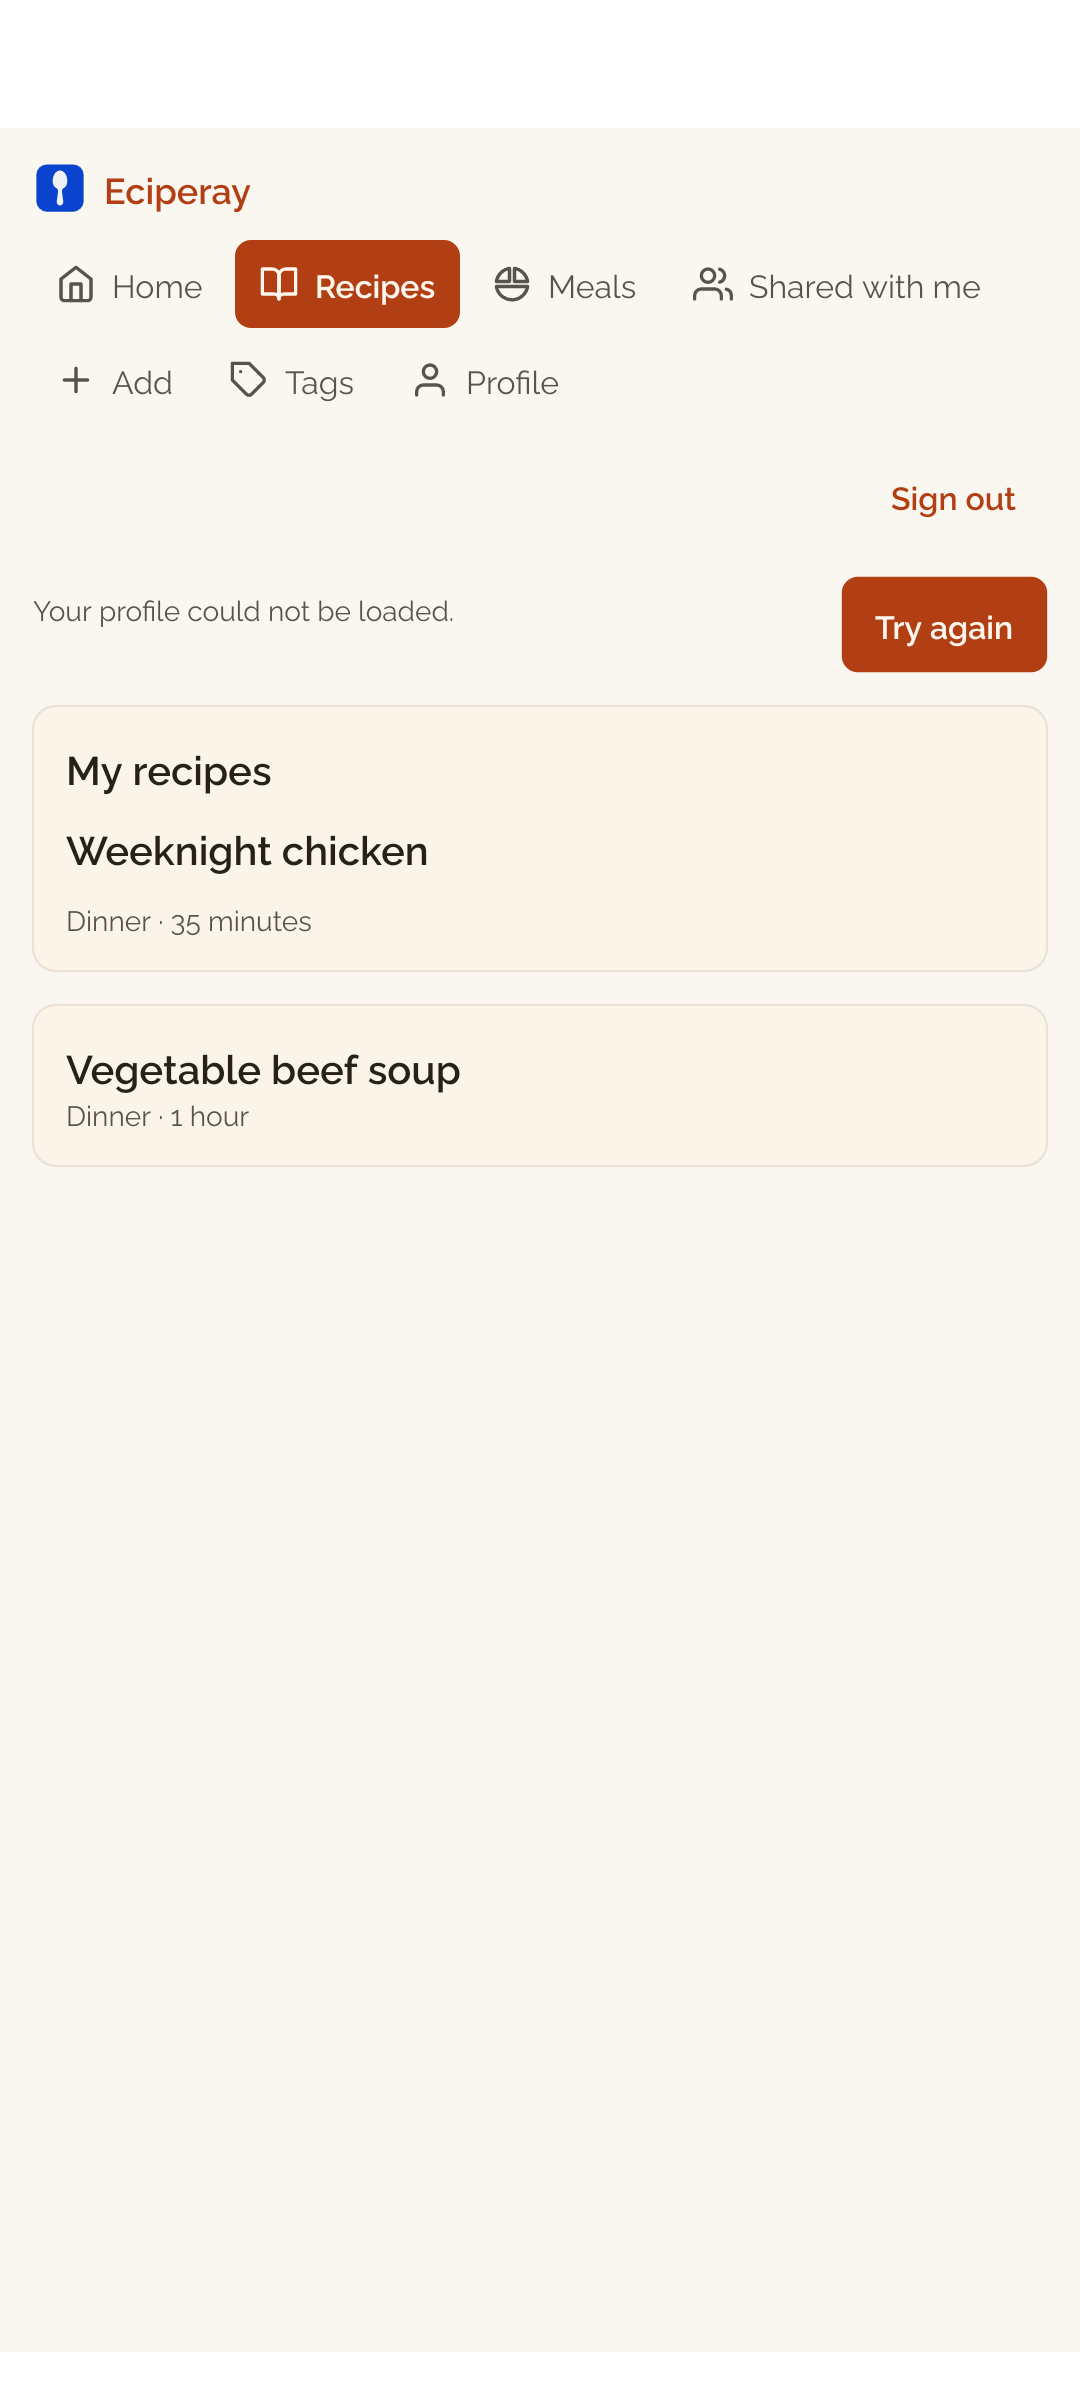 Eciperay
Home Recipes Meals Shared with me
Add Tags Profile
Sign out
Your profile could not be loaded. Try again
My recipes
Weeknight chicken
Dinner · 35 minutes
Vegetable beef soup
Dinner · 1 hour